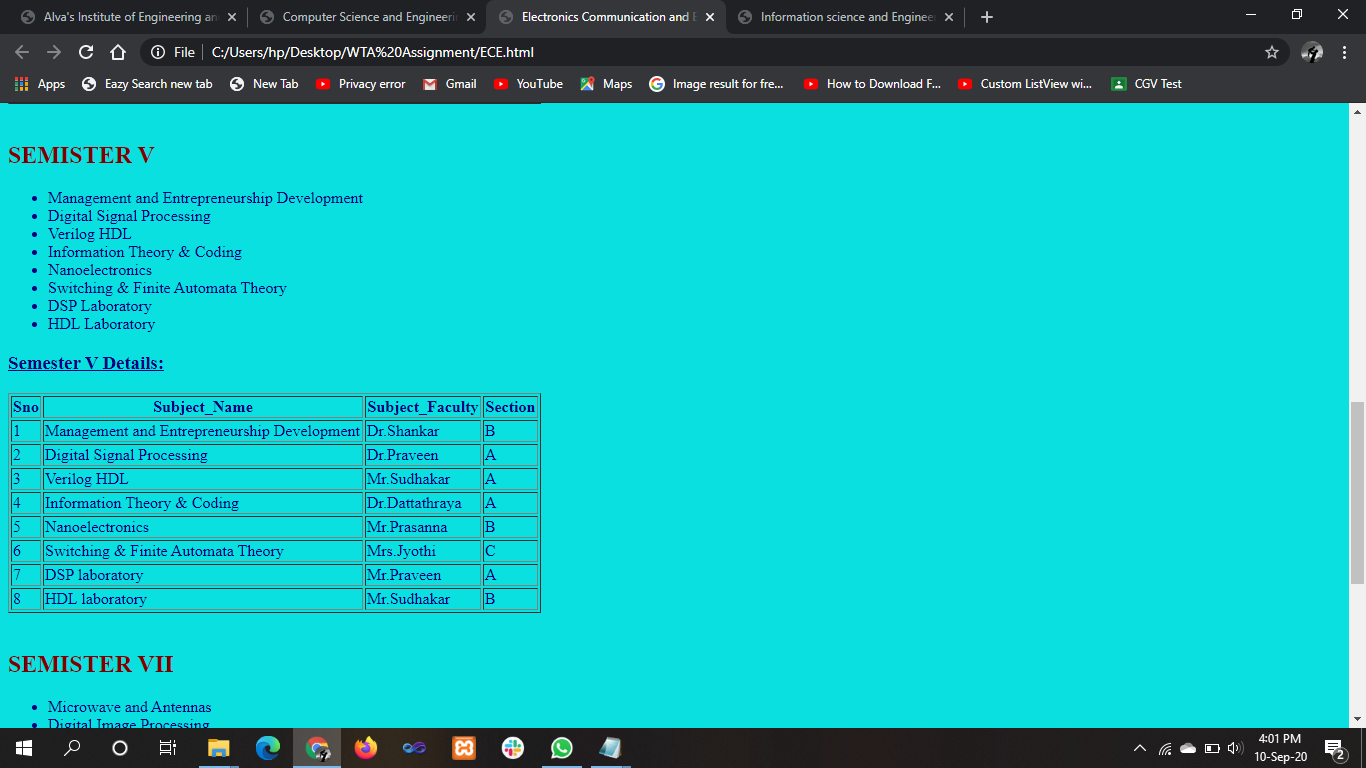 Alva's Institute of Engineering an
Computer Science and Engineeri
Electronics Communication and E
Information science and Enginee
File C:/Users/hp/Desktop/WTA%20Assignment/ECE.html
Apps Eazy Search new tab New Tab Privacy error Gmail YouTube Maps Image result for fre... How to Download F... Custom ListView wi... CGV Test
SEMISTER V
Management and Entrepreneurship Development
Digital Signal Processing
Verilog HDL
Information Theory & Coding
Nanoelectronics
Switching & Finite Automata Theory
DSP Laboratory
HDL Laboratory
Semester V Details:
Sno Subject_Name Subject_Faculty Section
1 Management and Entrepreneurship Development Dr.Shankar B
2 Digital Signal Processing Dr.Praveen A
3 Verilog HDL Mr.Sudhakar A
4 Information Theory & Coding Dr.Dattathraya A
5 Nanoelectronics Mr.Prasanna B
6 Switching & Finite Automata Theory Mrs.Jyothi C
7 DSP laboratory Mr.Praveen A
8 HDL laboratory Mr.Sudhakar B
SEMISTER VII
Microwave and Antennas
Digital Image Processing
4:01 PM
10-Sep-20
2